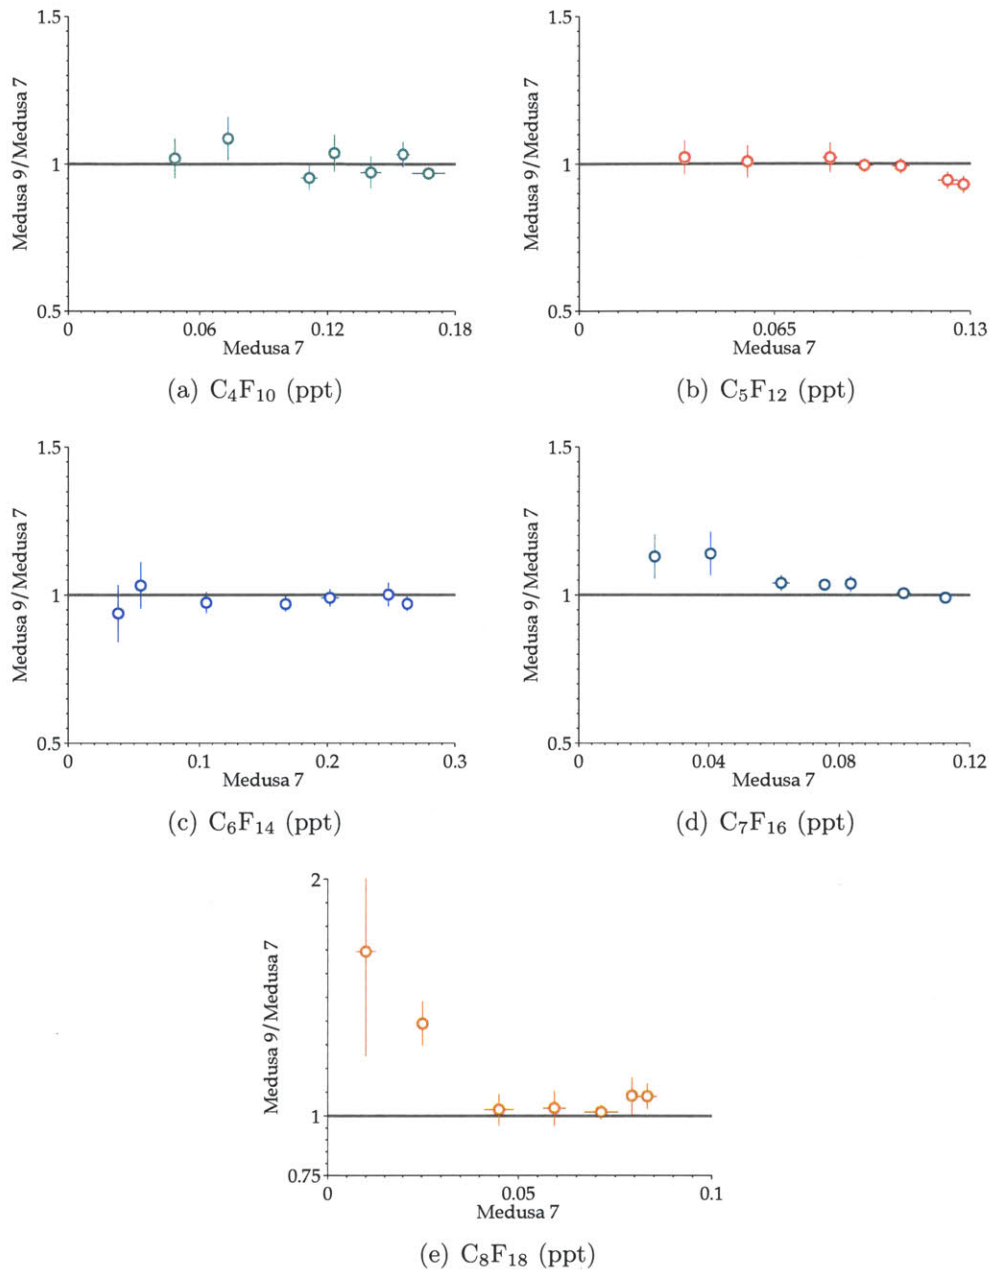 1.5
1
0.5
Medusa 9/Medusa 7
0
0.06
0.12
0.18
Medusa 7
(a) C₄F₁₀ (ppt)
1.5
1
0.5
Medusa 9/Medusa 7
0
0.065
0.13
Medusa 7
(b) C₅F₁₂ (ppt)
1.5
1
0.5
Medusa 9/Medusa 7
0
0.1
0.2
0.3
Medusa 7
(c) C₆F₁₄ (ppt)
1.5
1
0.5
Medusa 9/Medusa 7
0
0.04
0.08
0.12
Medusa 7
(d) C₇F₁₆ (ppt)
2
1
0.75
Medusa 9/Medusa 7
0
0.05
0.1
Medusa 7
(e) C₈F₁₈ (ppt)